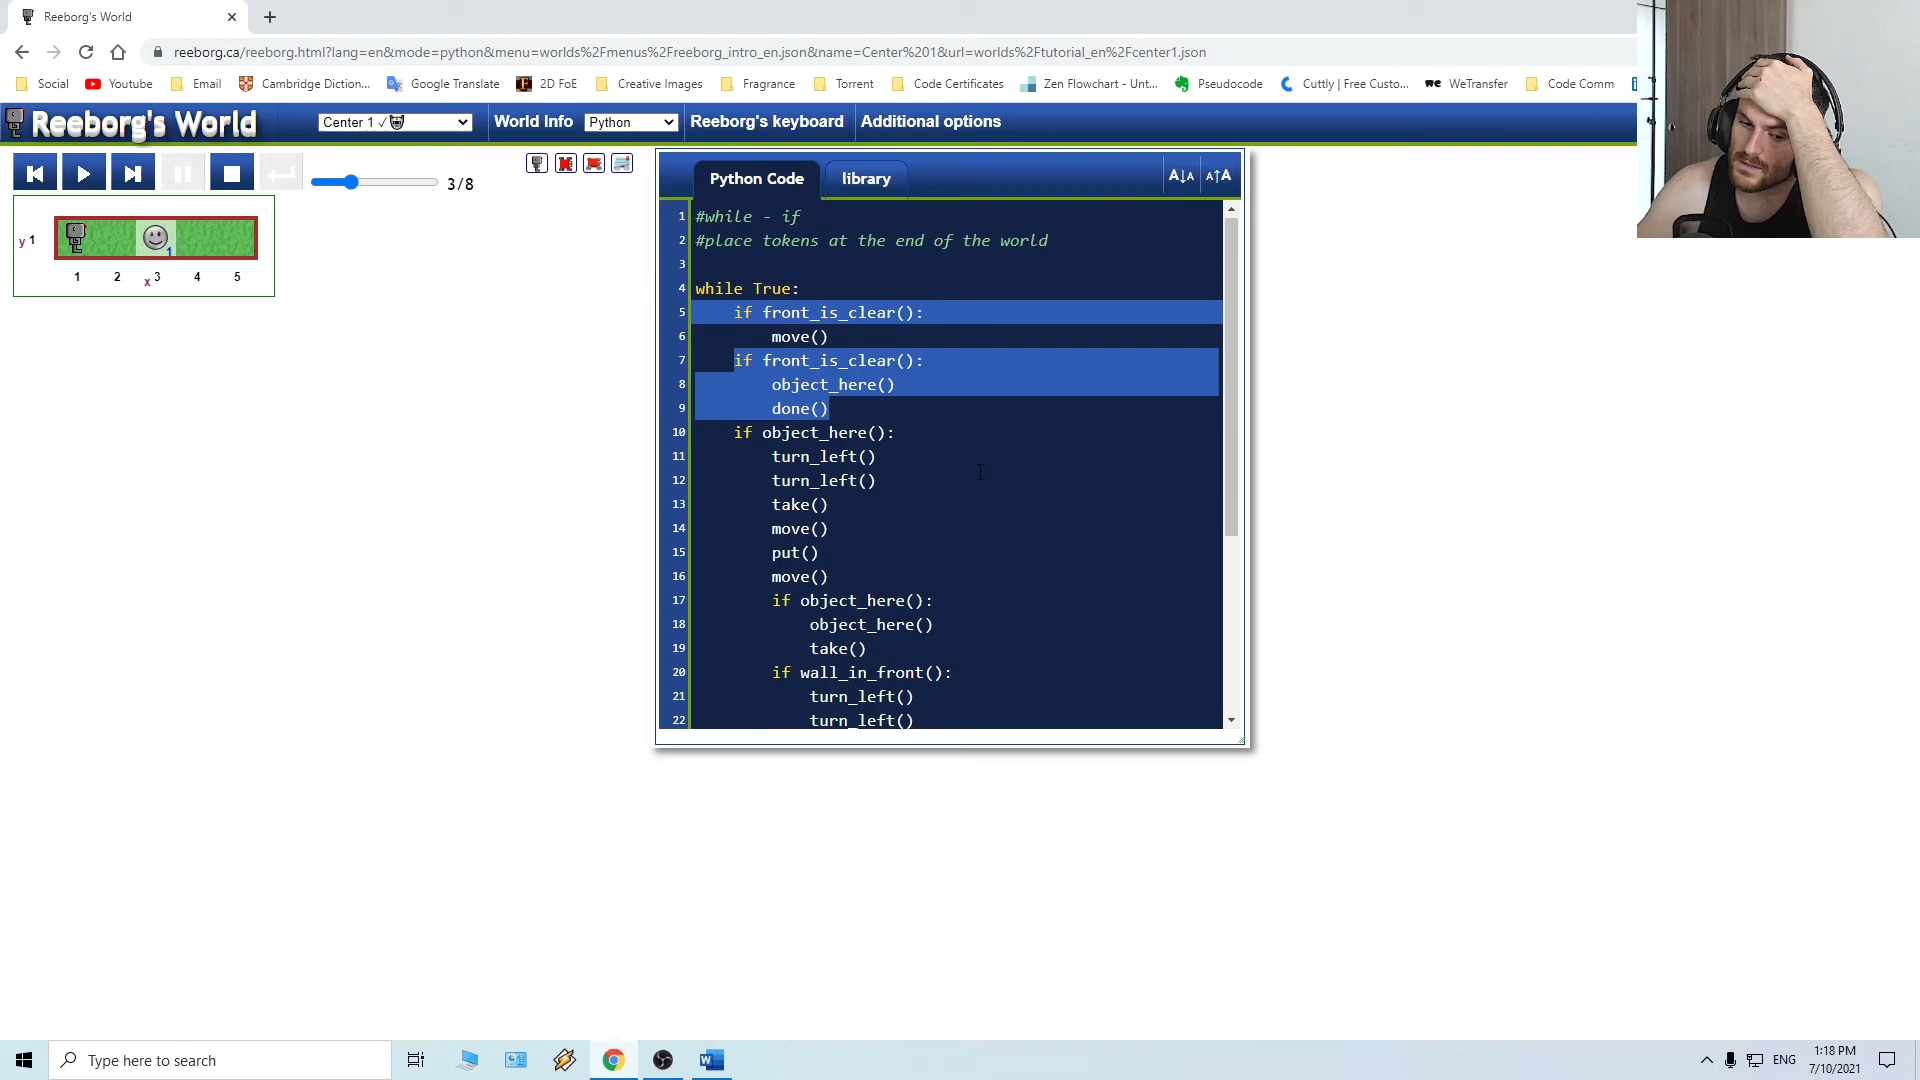 Reeborg's World
reeborg.ca/reeborg.html?lang=en&mode=python&menu=worlds%2Fmenus%2Freeborg_intro_en.json&name=Center%201&url=worlds%2Ftutorial_en%2Fcenter1.json
Social Youtube Email Cambridge Diction... Google Translate 2D FoE Creative Images Fragrance Torrent Code Certificates Zen Flowchart - Unt... Pseudocode Cuttly | Free Custo... WeTransfer Code Comm
Reeborg's World Center 1 World Info Python Reeborg's keyboard Additional options
3/8
y 1
1
1 2 3 4 5
x
Python Code library A↓A A↑A
1 #while - if
2 #place tokens at the end of the world
3
4 while True:
5 if front_is_clear():
6 move()
7 if front_is_clear():
8 object_here()
9 done()
10 if object_here():
11 turn_left()
12 turn_left()
13 take()
14 move()
15 put()
16 move()
17 if object_here():
18 object_here()
19 take()
20 if wall_in_front():
21 turn_left()
22 turn_left()
Type here to search
ENG
1:18 PM
7/10/2021